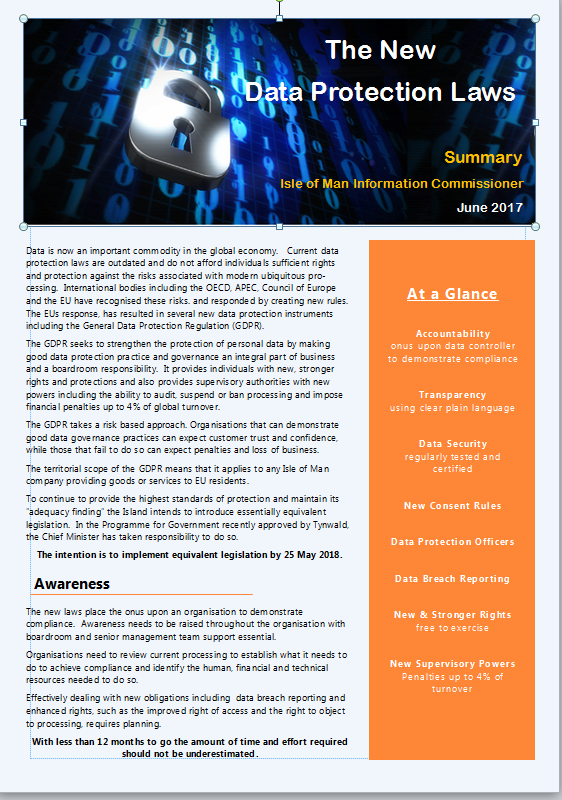 The New
Data Protection Laws
Summary
Isle of Man Information Commissioner
June 2017
Data is now an important commodity in the global economy.   Current data
protection laws are outdated and do not afford individuals sufficient rights
and protection against the risks associated with modern ubiquitous pro-
cessing.  International bodies including the OECD, APEC, Council of Europe
and the EU have recognised these risks. and responded by creating new rules.
The EUs response, has resulted in several new data protection instruments
including the General Data Protection Regulation (GDPR).
The GDPR seeks to strengthen the protection of personal data by making
good data protection practice and governance an integral part of business
and a boardroom responsibility.  It provides individuals with new, stronger
rights and protections and also provides supervisory authorities with new
powers including the ability to audit, suspend or ban processing and impose
financial penalties up to 4% of global turnover.
The GDPR takes a risk based approach. Organisations that can demonstrate
good data governance practices can expect customer trust and confidence,
while those that fail to do so can expect penalties and loss of business.
The territorial scope of the GDPR means that it applies to any Isle of Man
company providing goods or services to EU residents.
To continue to provide the highest standards of protection and maintain its
"adequacy finding" the Island intends to introduce essentially equivalent
legislation.  In the Programme for Government recently approved by Tynwald,
the Chief Minister has taken responsibility to do so.
The intention is to implement equivalent legislation by 25 May 2018.
Awareness
The new laws place the onus upon an organisation to demonstrate
compliance.  Awareness needs to be raised throughout the organisation with
boardroom and senior management team support essential.
Organisations need to review current processing to establish what it needs to
do to achieve compliance and identify the human, financial and technical
resources needed to do so.
Effectively dealing with new obligations including  data breach reporting and
enhanced rights, such as the improved right of access and the right to object
to processing, requires planning.
With less than 12 months to go the amount of time and effort required
should not be underestimated.
At a Glance
Accountability
onus upon data controller
to demonstrate compliance
Transparency
using clear plain language
Data Security
regularly tested and
certified
New Consent Rules
Data Protection Officers
Data Breach Reporting
New & Stronger Rights
free to exercise
New Supervisory Powers
Penalties up to 4% of
turnover